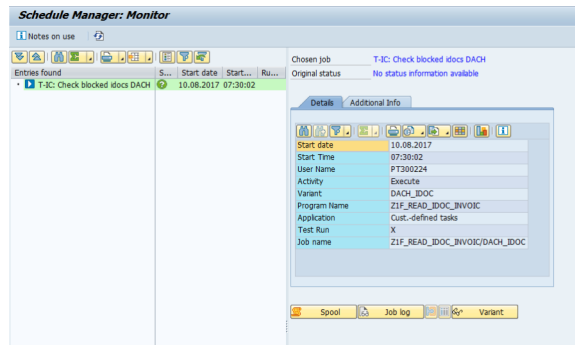 Schedule Manager: Monitor
Notes on use
Entries found S... Start date Start... Ru...
T-IC: Check blocked idocs DACH 10.08.2017 07:30:02
Chosen job T-IC: Check blocked idocs DACH
Original status No status information available
Details Additional Info
Start date 10.08.2017
Start Time 07:30:02
User Name PT300224
Activity Execute
Variant DACH_IDOC
Program Name Z1F_READ_IDOC_INVOIC
Application Cust.-defined tasks
Test Run X
Job name Z1F_READ_IDOC_INVOIC/DACH_IDOC
Spool Job log Variant